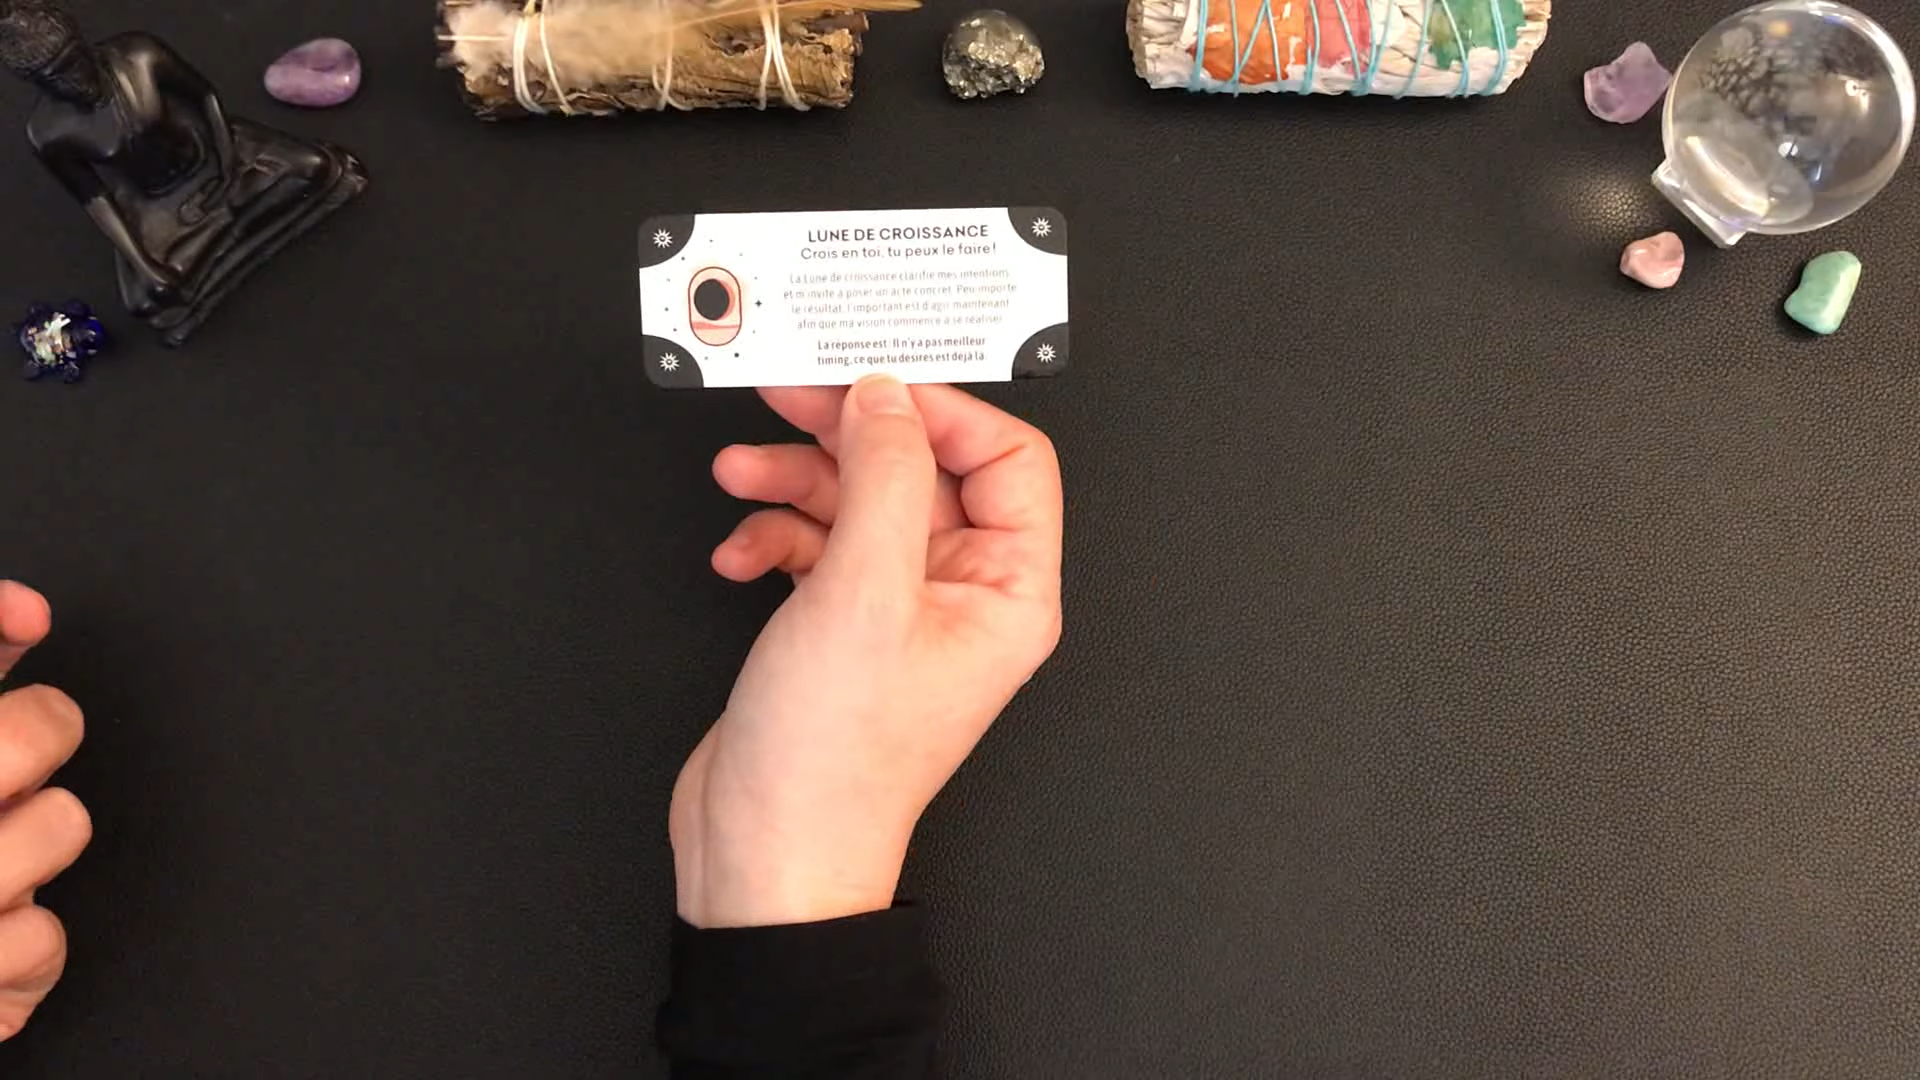 LUNE DE CROISSANCE
Crois en toi, tu peux le faire!
La Lune de croissance clarifie mes intentions
et m'invite à poser un acte concret. Peu importe
le résultat, l'important est d'agir maintenant
afin que ma vision commence à se réaliser.
La réponse est: Il n'y a pas meilleur
timing, ce que tu désires est déjà là.